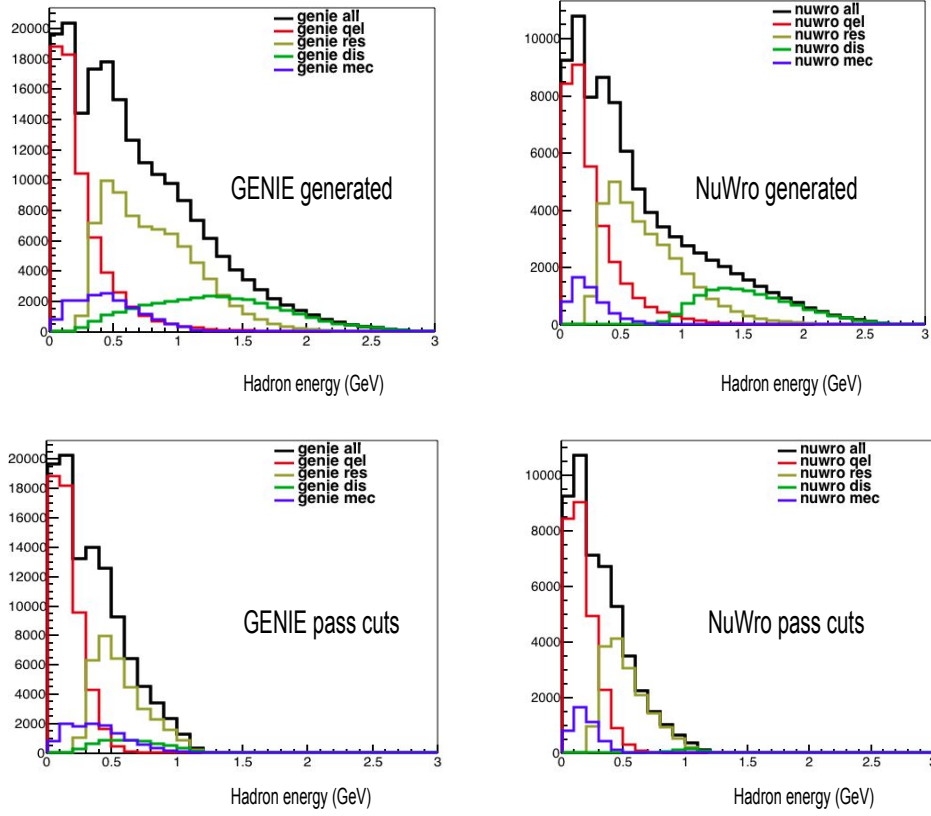 genie all
genie qel
genie res
genie dis
genie mec
GENIE generated
20000
18000
16000
14000
12000
10000
8000
6000
4000
2000
0
0 0.5 1 1.5 2 2.5 3
Hadron energy (GeV)
nuwro all
nuwro qel
nuwro res
nuwro dis
nuwro mec
NuWro generated
10000
8000
6000
4000
2000
0
0 0.5 1 1.5 2 2.5 3
Hadron energy (GeV)
genie all
genie qel
genie res
genie dis
genie mec
GENIE pass cuts
20000
18000
16000
14000
12000
10000
8000
6000
4000
2000
0
0 0.5 1 1.5 2 2.5 3
Hadron energy (GeV)
nuwro all
nuwro qel
nuwro res
nuwro dis
nuwro mec
NuWro pass cuts
10000
8000
6000
4000
2000
0
0 0.5 1 1.5 2 2.5 3
Hadron energy (GeV)